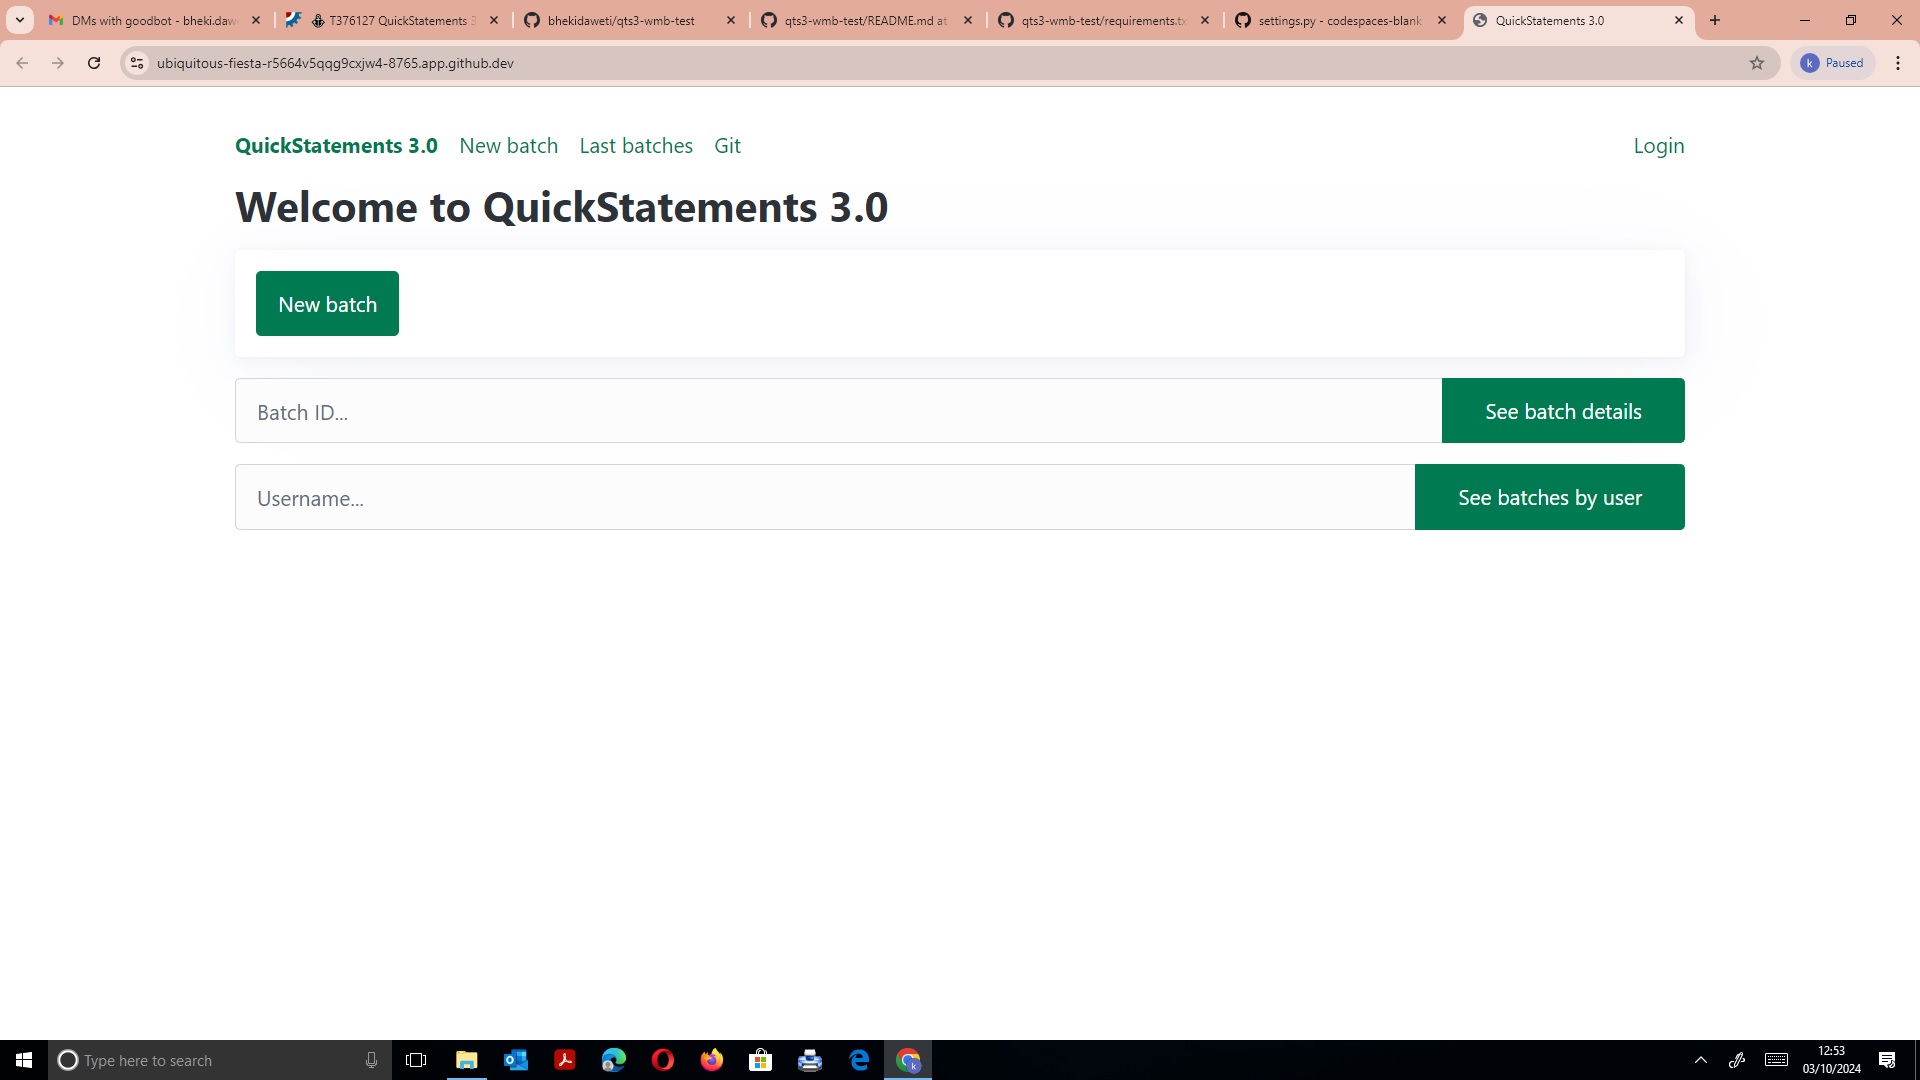 DMs with goodbot - bheki.daw
T376127 QuickStatements 3
bhekidaweti/qts3-wmb-test
qts3-wmb-test/README.md at
qts3-wmb-test/requirements.tx
settings.py - codespaces-blank
QuickStatements 3.0
ubiquitous-fiesta-r5664v5qqg9cxjw4-8765.app.github.dev
k Paused
QuickStatements 3.0 New batch Last batches Git Login
Welcome to QuickStatements 3.0
New batch
Batch ID... See batch details
Username... See batches by user
Type here to search
12:53
03/10/2024